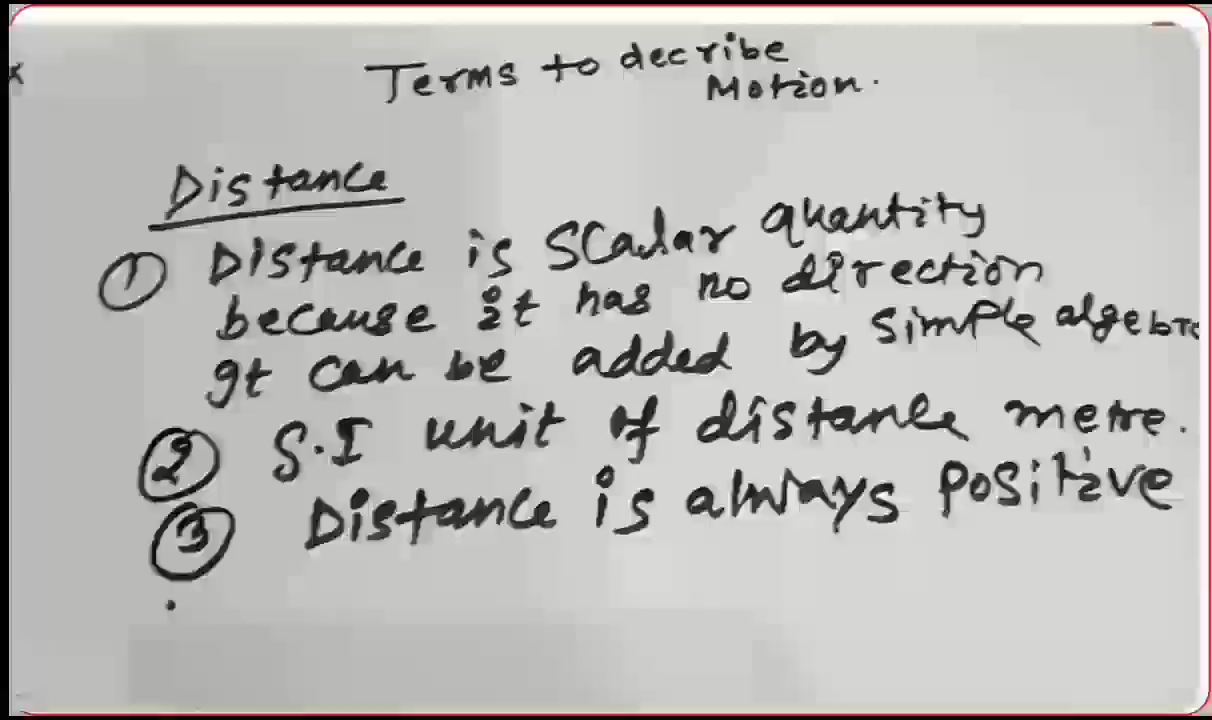 Terms to decribe
Motion.
Distance
① Distance is Scalar quantity
because it has no direction
It can be added by simple algebra
② S.I unit of distance metre.
③ Distance is always positive